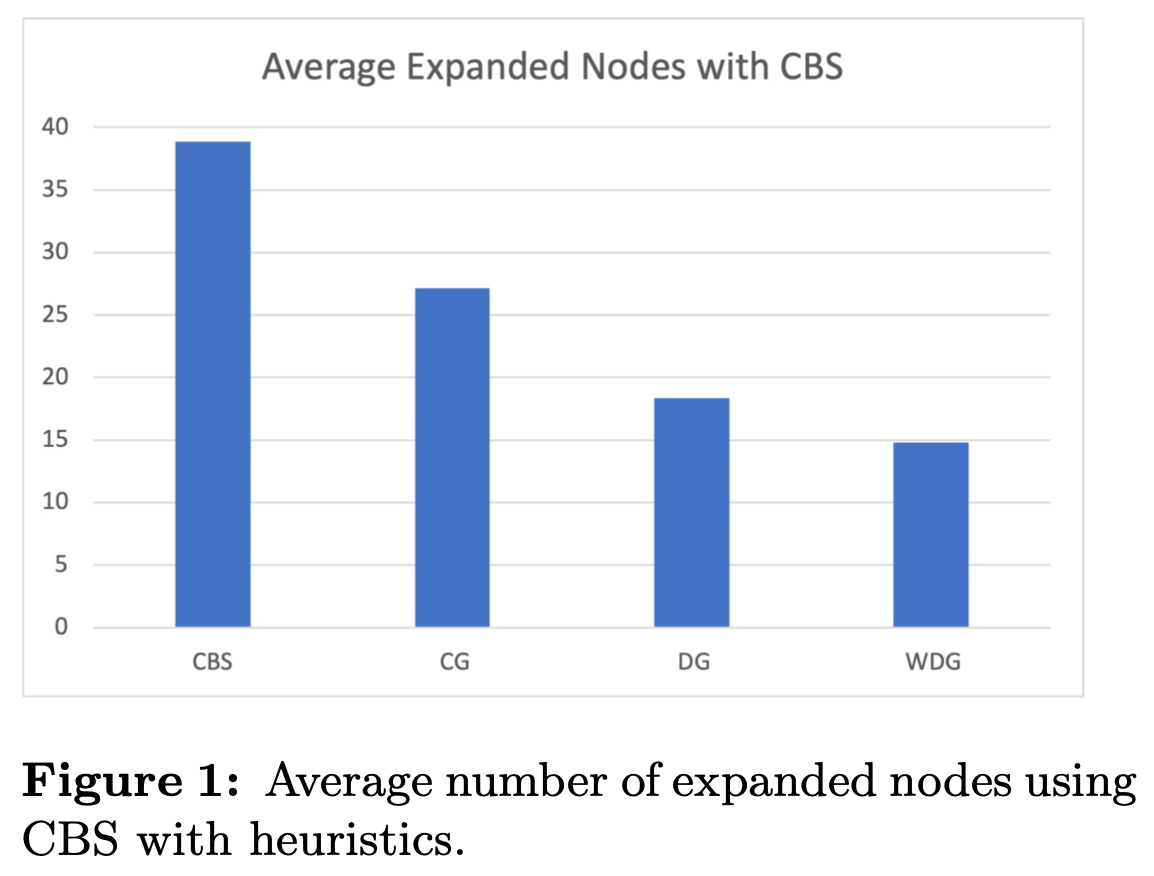 Average Expanded Nodes with CBS
40
35
30
25
20
15
10
5
0
CBS CG DG WDG
Figure 1: Average number of expanded nodes using
CBS with heuristics.